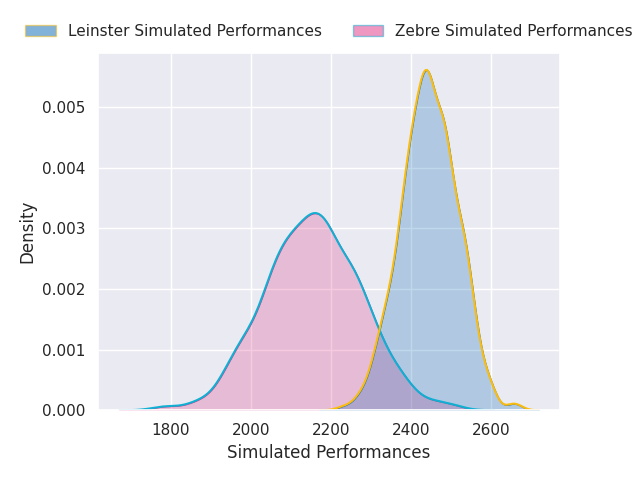 Leinster Simulated Performances Zebre Simulated Performances
0.005
0.004
0.003
0.002
0.001
0.000
Density
1800 2000 2200 2400 2600
Simulated Performances